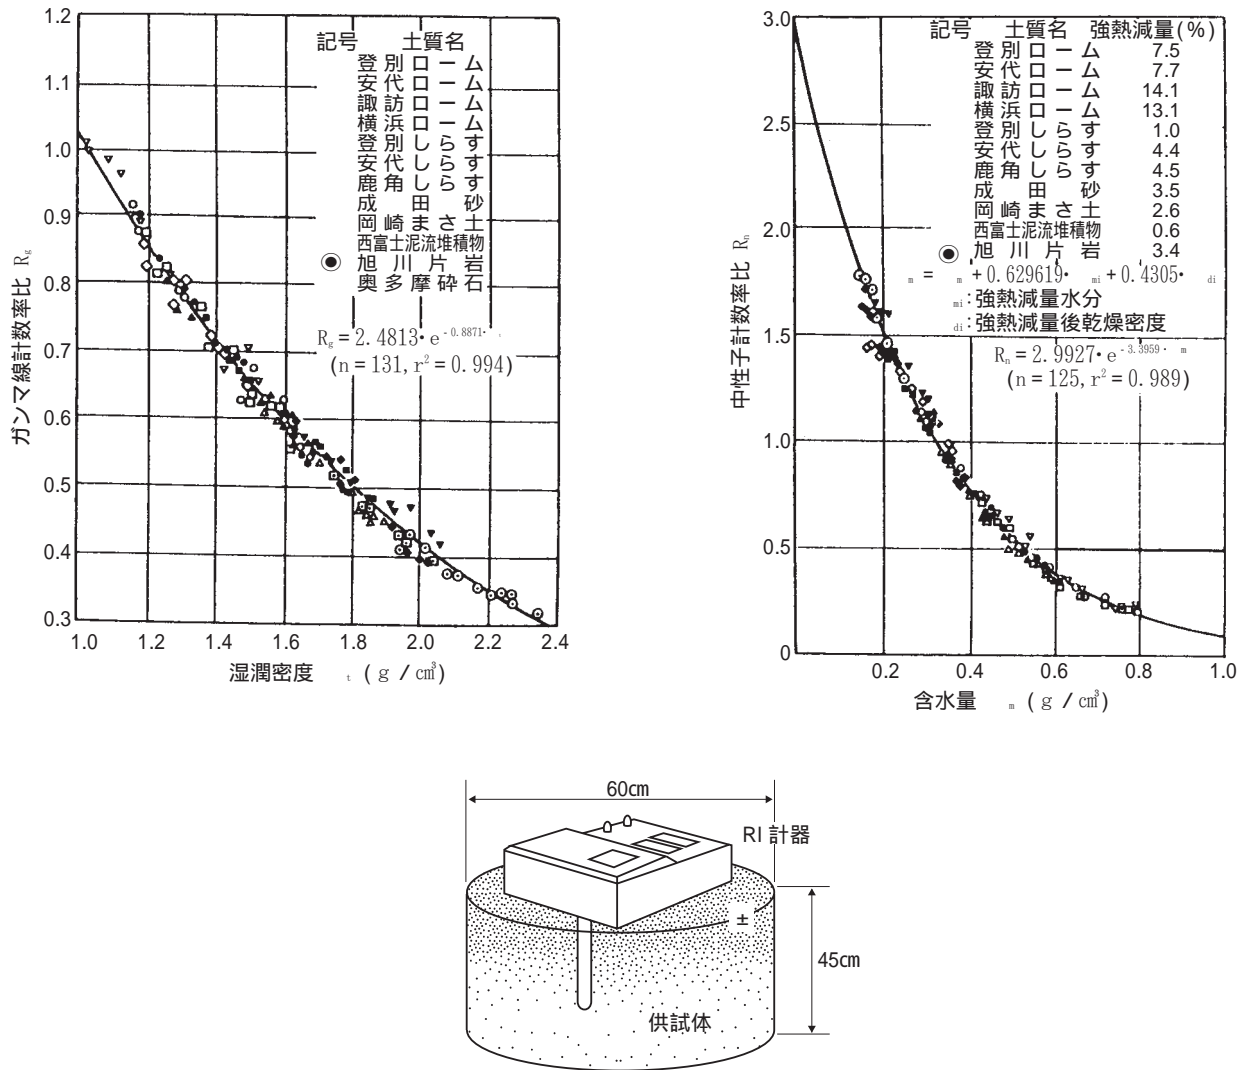 1.2
1.1
1.0
0.9
0.8
0.7
0.6
0.5
0.4
0.3
ガンマ線計数率比 Rg
1.0 1.2 1.4 1.6 1.8 2.0 2.2 2.4
湿潤密度 t (g/cm³)
記号 土質名
登別ローム
安代ローム
諏訪ローム
横浜ローム
登別しらす
安代しらす
鹿角しらす
成田砂
岡崎まさ土
西富士泥流堆積物
旭川片岩
奥多摩砕石
Rg=2.4813・e-0.8871・
(n=131, r²=0.994)
3.0
2.5
2.0
1.5
1.0
0.5
0
中性子計数率比 Rn
0.2 0.4 0.6 0.8 1.0
含水量 m (g/cm³)
記号 土質名 強熱減量(%)
登別ローム 7.5
安代ローム 7.7
諏訪ローム 14.1
横浜ローム 13.1
登別しらす 1.0
安代しらす 4.4
鹿角しらす 4.5
成田砂 3.5
岡崎まさ土 2.6
西富士泥流堆積物 0.6
旭川片岩 3.4
m = m+0.629619・ mi+0.4305・ di
mi:強熱減量水分
di:強熱減量後乾燥密度
Rn=2.9927・e-3.3959・ m
(n=125, r²=0.989)
60cm
RI計器
±
45cm
供試体